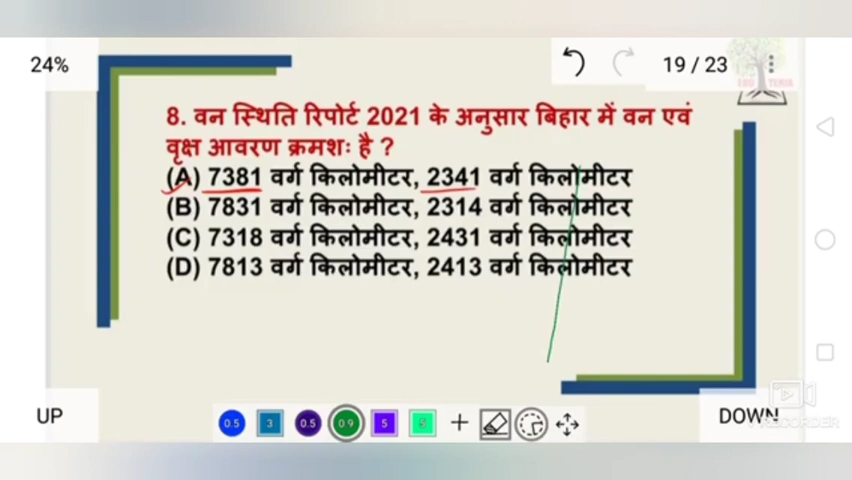 24%
19 / 23
8. वन स्थिति रिपोर्ट 2021 के अनुसार बिहार में वन एवं
वृक्ष आवरण क्रमशः है ?
(A) 7381 वर्ग किलोमीटर, 2341 वर्ग किलोमीटर
(B) 7831 वर्ग किलोमीटर, 2314 वर्ग किलोमीटर
(C) 7318 वर्ग किलोमीटर, 2431 वर्ग किलोमीटर
(D) 7813 वर्ग किलोमीटर, 2413 वर्ग किलोमीटर
UP
DOWN
0.5 3 0.5 0.9 5 5